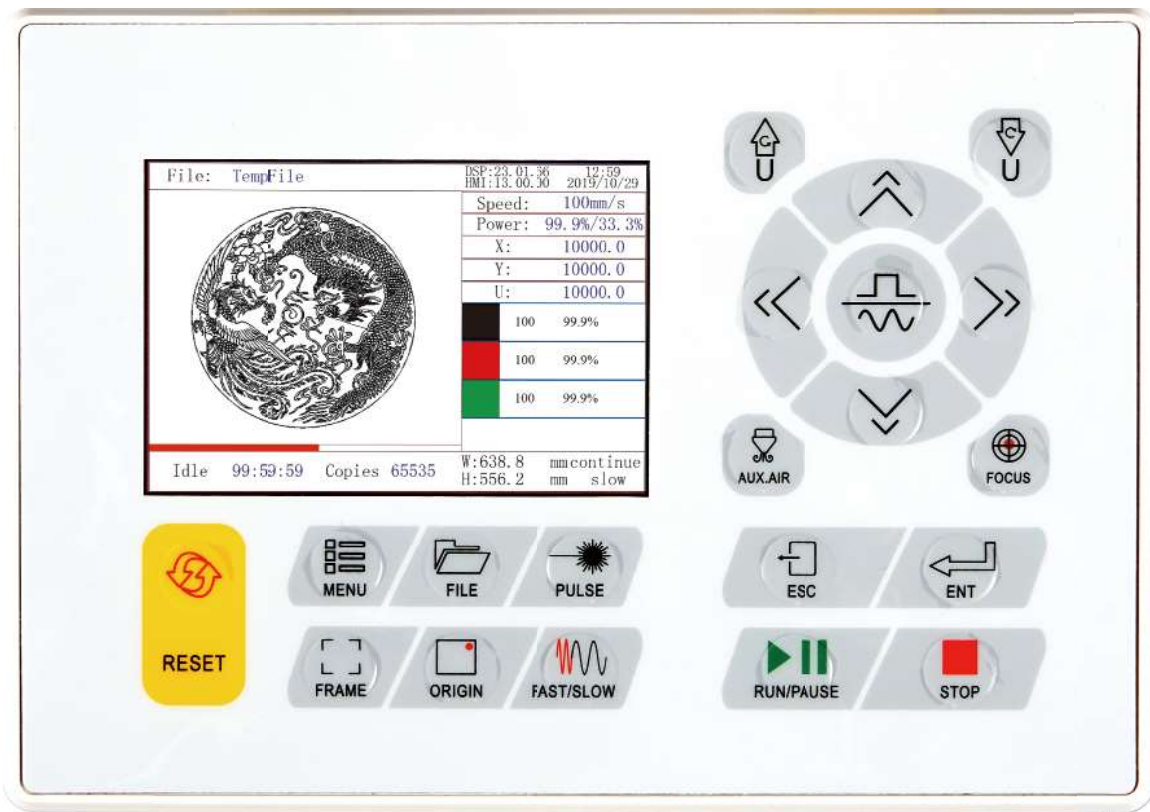 File: TempFile
DSP:23.01.56 12:59
HMI:13.00.30 2019/10/29
Speed: 100mm/s
Power: 99.9%/33.3%
X: 10000.0
Y: 10000.0
U: 10000.0
100 99.9%
100 99.9%
100 99.9%
Idle 99:59:59 Copies 65535
W:638.8 mm continue
H:556.2 mm slow
U
U
AUX.AIR
FOCUS
RESET
MENU
FILE
PULSE
ESC
ENT
FRAME
ORIGIN
FAST/SLOW
RUN/PAUSE
STOP